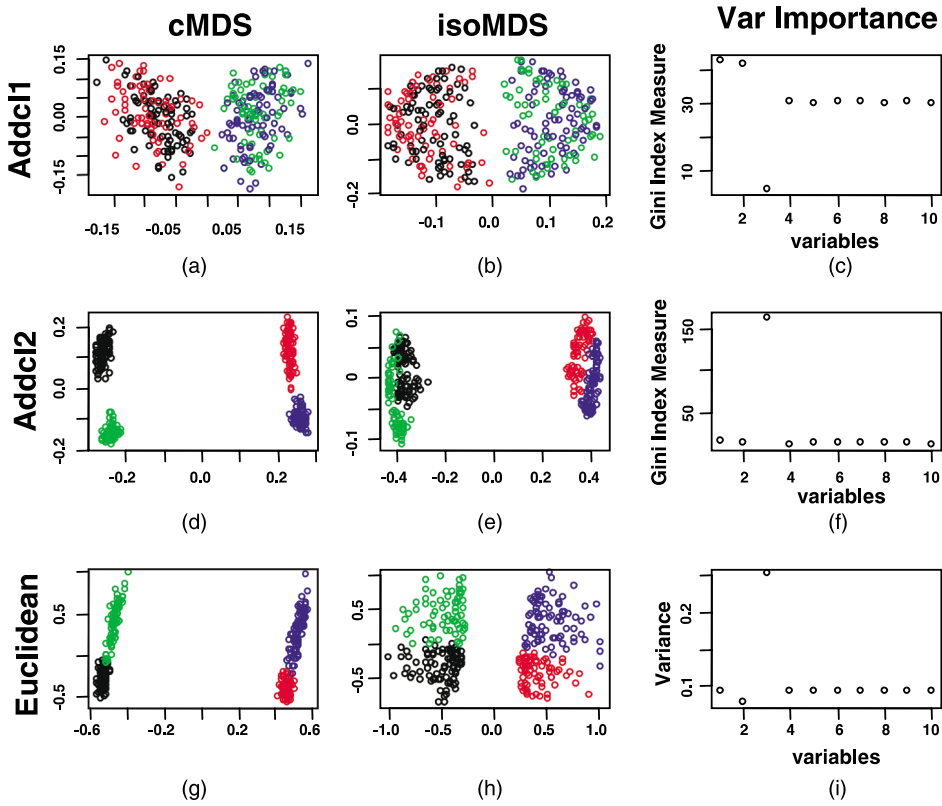 cMDS
isoMDS
Var Importance
Addcl1
0.15
0.00
-0.15
-0.15
-0.05
0.05
0.15
(a)
0.0
-0.2
-0.1
0.0
0.1
0.2
(b)
Gini Index Measure
30
10
2
4
6
8
10
variables
(c)
Addcl2
0.2
0.0
-0.2
-0.2
0.0
0.2
(d)
0.1
0
-0.1
-0.4
-0.2
0.0
0.2
0.4
(e)
Gini Index Measure
150
50
2
4
6
8
10
variables
(f)
Euclidean
0.5
-0.5
-0.6
-0.2
0.2
0.6
(g)
0.5
-0.5
-1.0
-0.5
0.0
0.5
1.0
(h)
Variance
0.2
0.1
2
4
6
8
10
variables
(i)